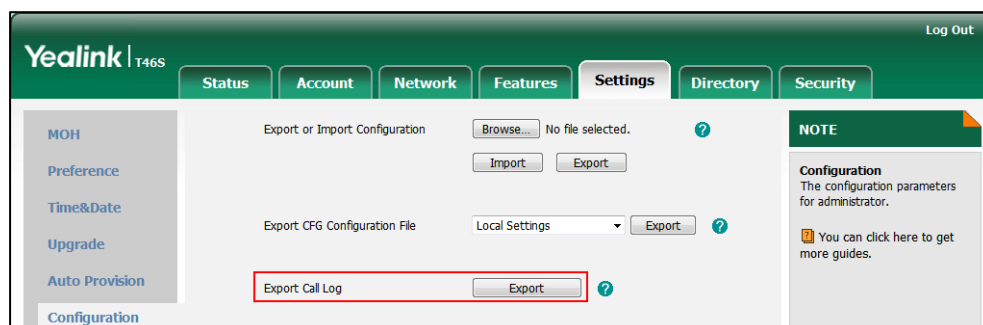 Log Out
Yealink | T46S
Status Account Network Features Settings Directory Security
MOH
Preference
Time&Date
Upgrade
Auto Provision
Configuration
Export or Import Configuration Browse... No file selected. ?
Import Export
Export CFG Configuration File Local Settings Export ?
Export Call Log Export ?
NOTE
Configuration
The configuration parameters
for administrator.
? You can click here to get
more guides.